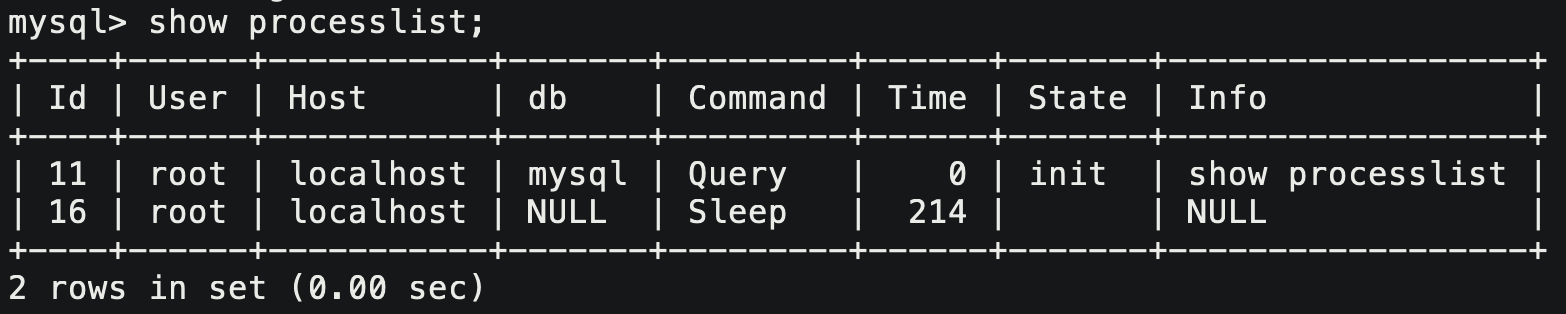 mysql> show processlist;
+----+------+-----------+-------+---------+------+-------+------------------+
| Id | User | Host      | db    | Command | Time | State | Info             |
+----+------+-----------+-------+---------+------+-------+------------------+
| 11 | root | localhost | mysql | Query   |    0 | init  | show processlist |
| 16 | root | localhost | NULL  | Sleep   |  214 |       | NULL             |
+----+------+-----------+-------+---------+------+-------+------------------+
2 rows in set (0.00 sec)